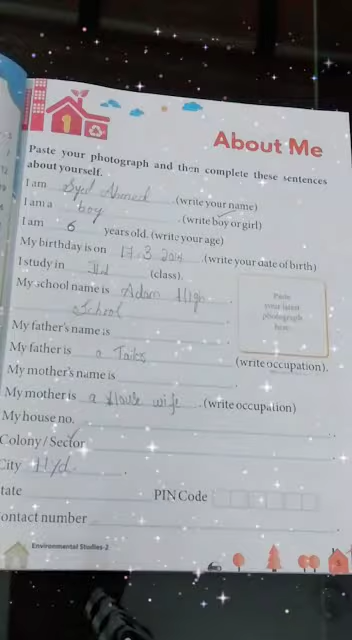 1
About Me
Paste your photograph and then complete these sentences
about yourself.
I am Syed Ahmed (write your name)
I am a boy . (write boy or girl)
I am 6 years old. (write your age)
My birthday is on 17.3 (write your date of birth)
I study in (class).
My school name is Adam High
School .
My father's name is .
My father is a (write occupation).
My mother's name is .
My mother is a House wife . (write occupation)
My house no. .
Colony / Sector .
City Hyd .
tate PIN Code
ontact number .
Paste
your latest
photograph
here
Environmental Studies-2